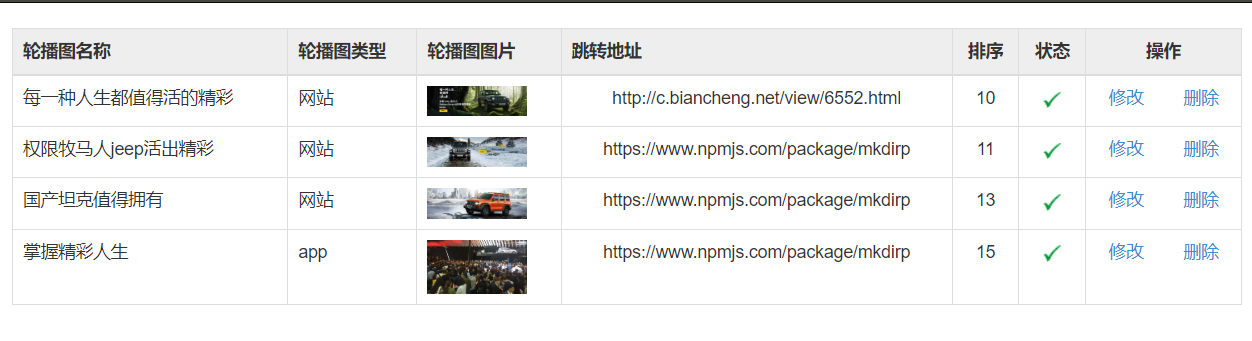 轮播图名称 轮播图类型 轮播图图片 跳转地址 排序 状态 操作
每一种人生都值得活的精彩 网站 http://c.biancheng.net/view/6552.html 10 修改 删除
权限牧马人jeep活出精彩 网站 https://www.npmjs.com/package/mkdirp 11 修改 删除
国产坦克值得拥有 网站 https://www.npmjs.com/package/mkdirp 13 修改 删除
掌握精彩人生 app https://www.npmjs.com/package/mkdirp 15 修改 删除